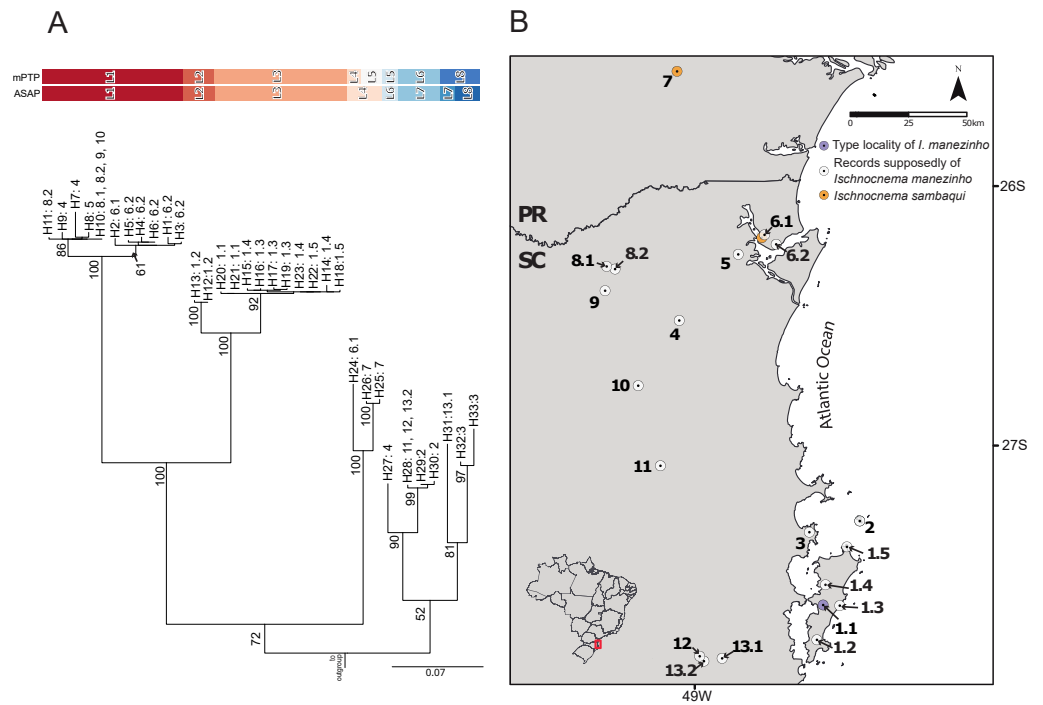 A
B
mPTP
L1
L2
L3
L4
L5
L5
L6
L8
ASAP
L1
L2
L3
L4
L6
L7
L7
L8
H11: 8.2
H9: 4
H7: 4
H8: 5
H10: 8.1, 8.2, 9, 10
H2: 6.1
H5: 6.2
H4: 6.2
H6: 6.2
H1: 6.2
H3: 6.2
86
100
61
H13: 1.2
H12:1.2
H20: 1.1
H21: 1.1
H15: 1.4
H16: 1.3
H17: 1.3
H19: 1.3
H23: 1.4
H22: 1.5
H14: 1.4
H18:1.5
100
92
100
H24: 6.1
H26: 7
H25: 7
100
100
H27: 4
H28: 11, 12, 13.2
H29:2
H30: 2
99
90
H31:13.1
H32:3
H33:3
97
81
100
52
72
to outgroup
0.07
7
N
0
25
50km
Type locality of I. manezinho
Records supposedly of
Ischnocnema manezinho
Ischnocnema sambaqui
26S
PR
SC
6.1
6.2
5
8.1
8.2
9
4
10
Atlantic Ocean
27S
11
2
3
1.5
1.4
1.3
1.1
1.2
12
13.1
13.2
49W